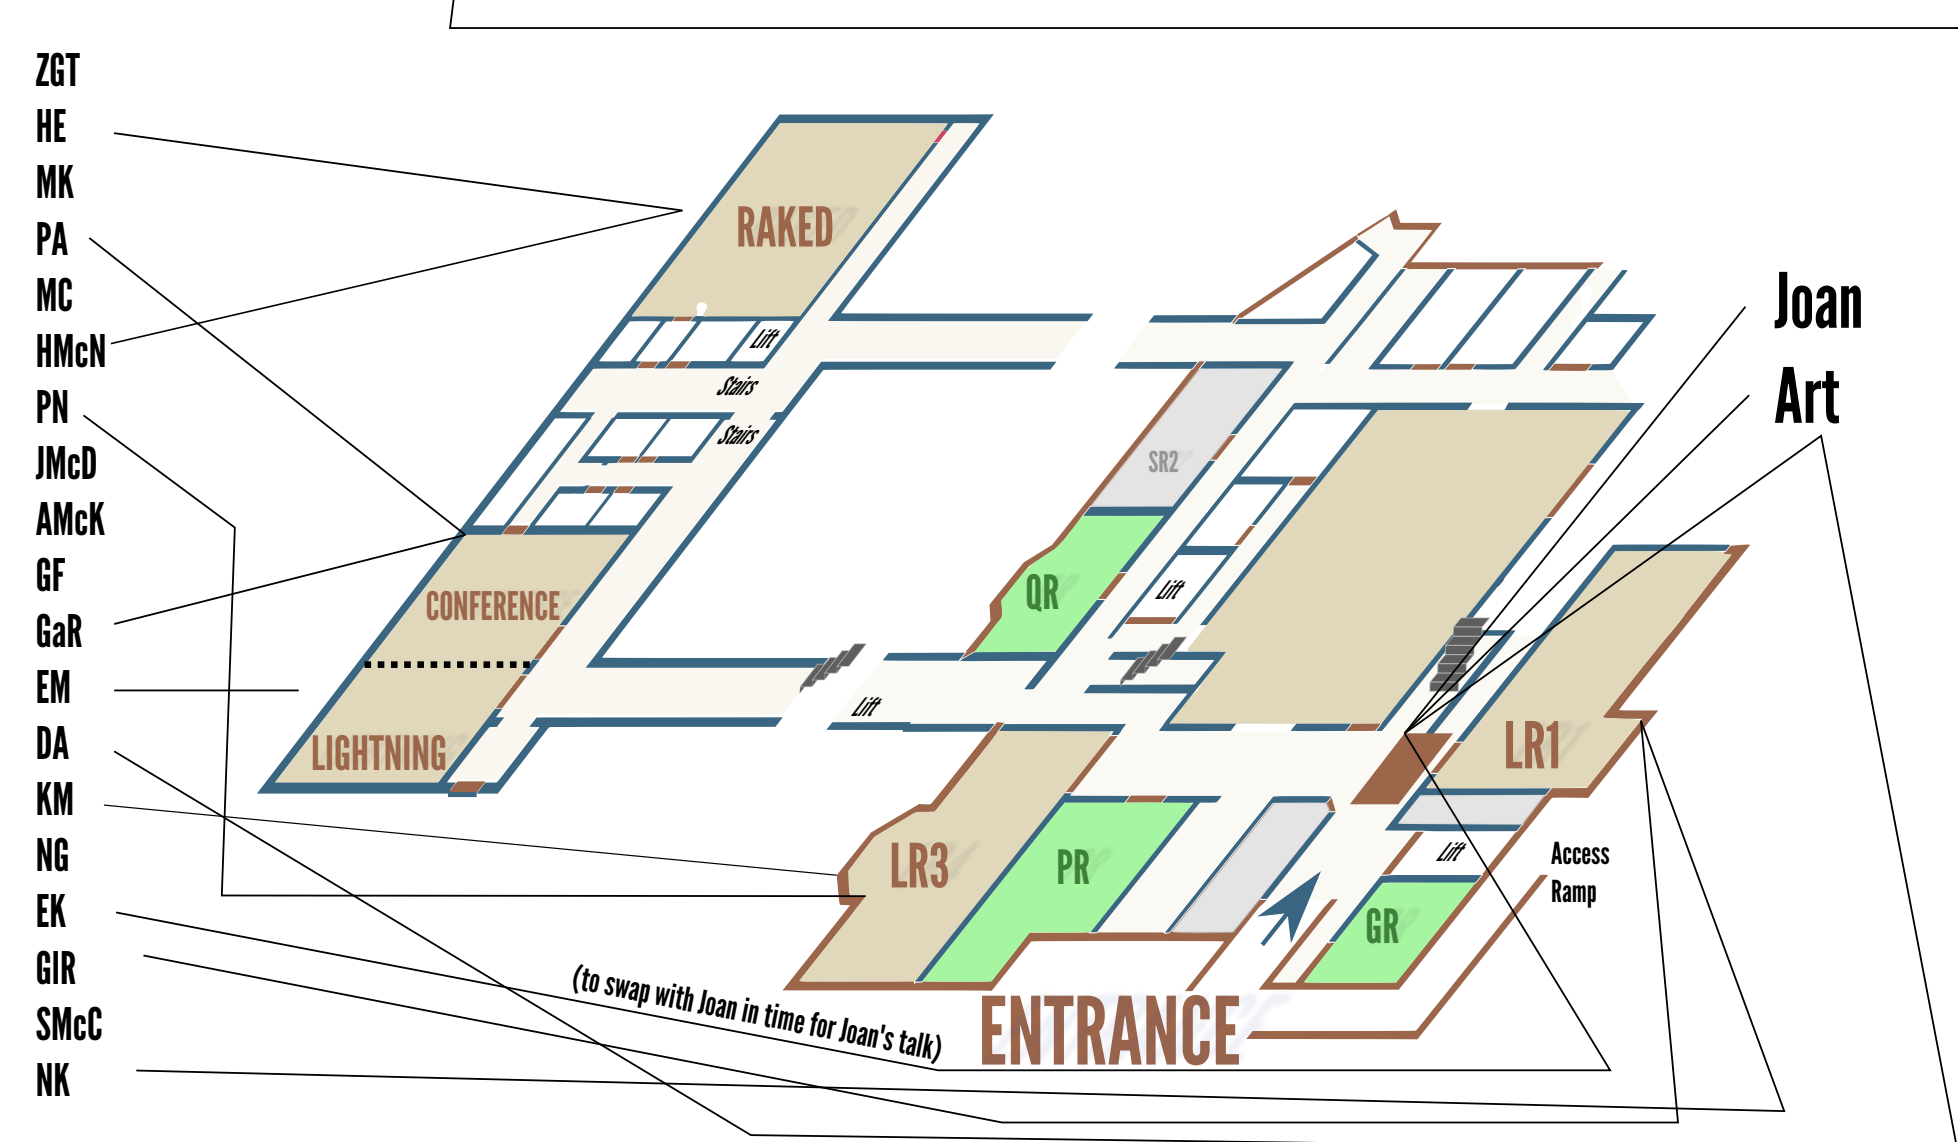 ZGT
HE
MK
PA
MC
HMcN
PN
JMcD
AMcK
GF
GaR
EM
DA
KM
NG
EK
GIR
SMcC
NK
RAKED
Lift
Stairs
Stairs
CONFERENCE
LIGHTNING
SR2
QR
Lift
Lift
LR3
PR
LR1
Lift
GR
Access
Ramp
Joan
Art
(to swap with Joan in time for Joan's talk)
ENTRANCE